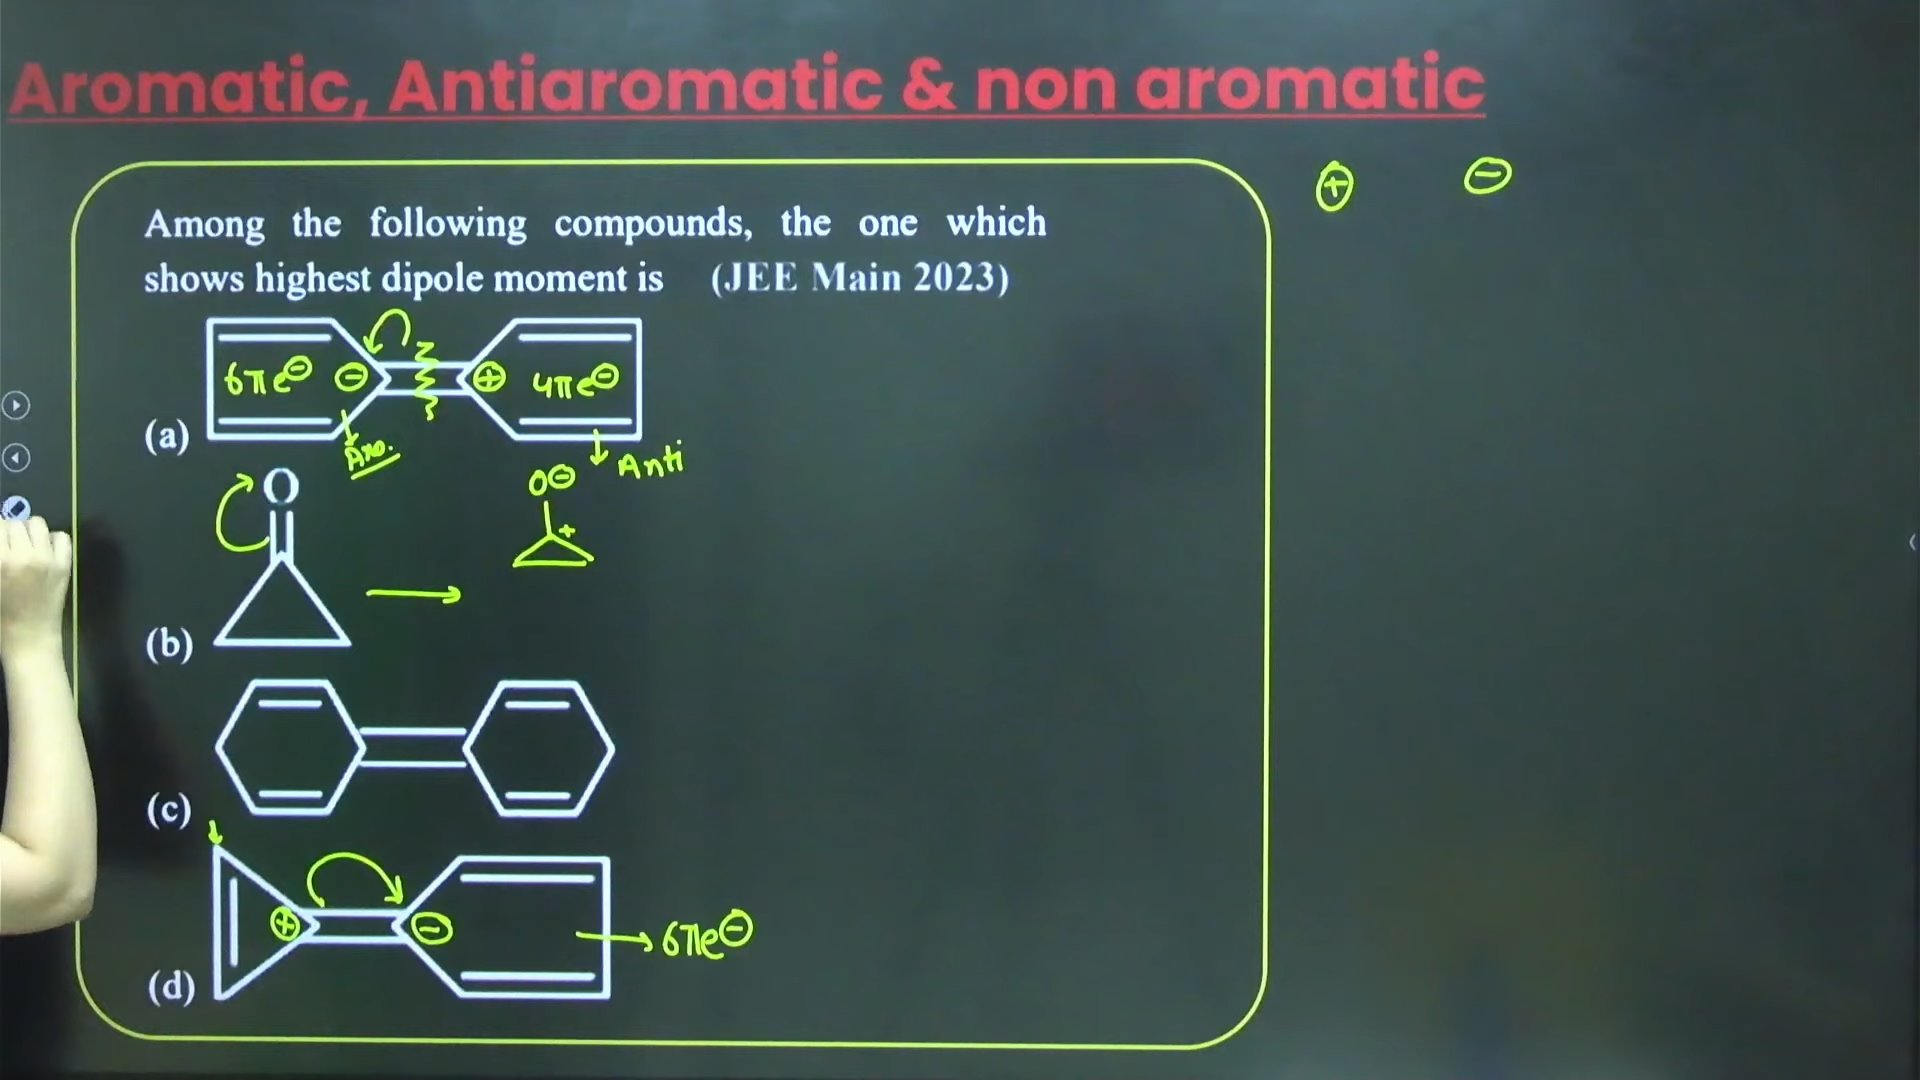 Aromatic, Antiaromatic & non aromatic
⊕ ⊖
Among the following compounds, the one which
shows highest dipole moment is (JEE Main 2023)
6πe⊖ ⊖ ⊕ 4πe⊖
(a)
Aro.
Anti
O
O⊖
+
(b)
(c)
⊕ ⊖ 6πe⊖
(d)